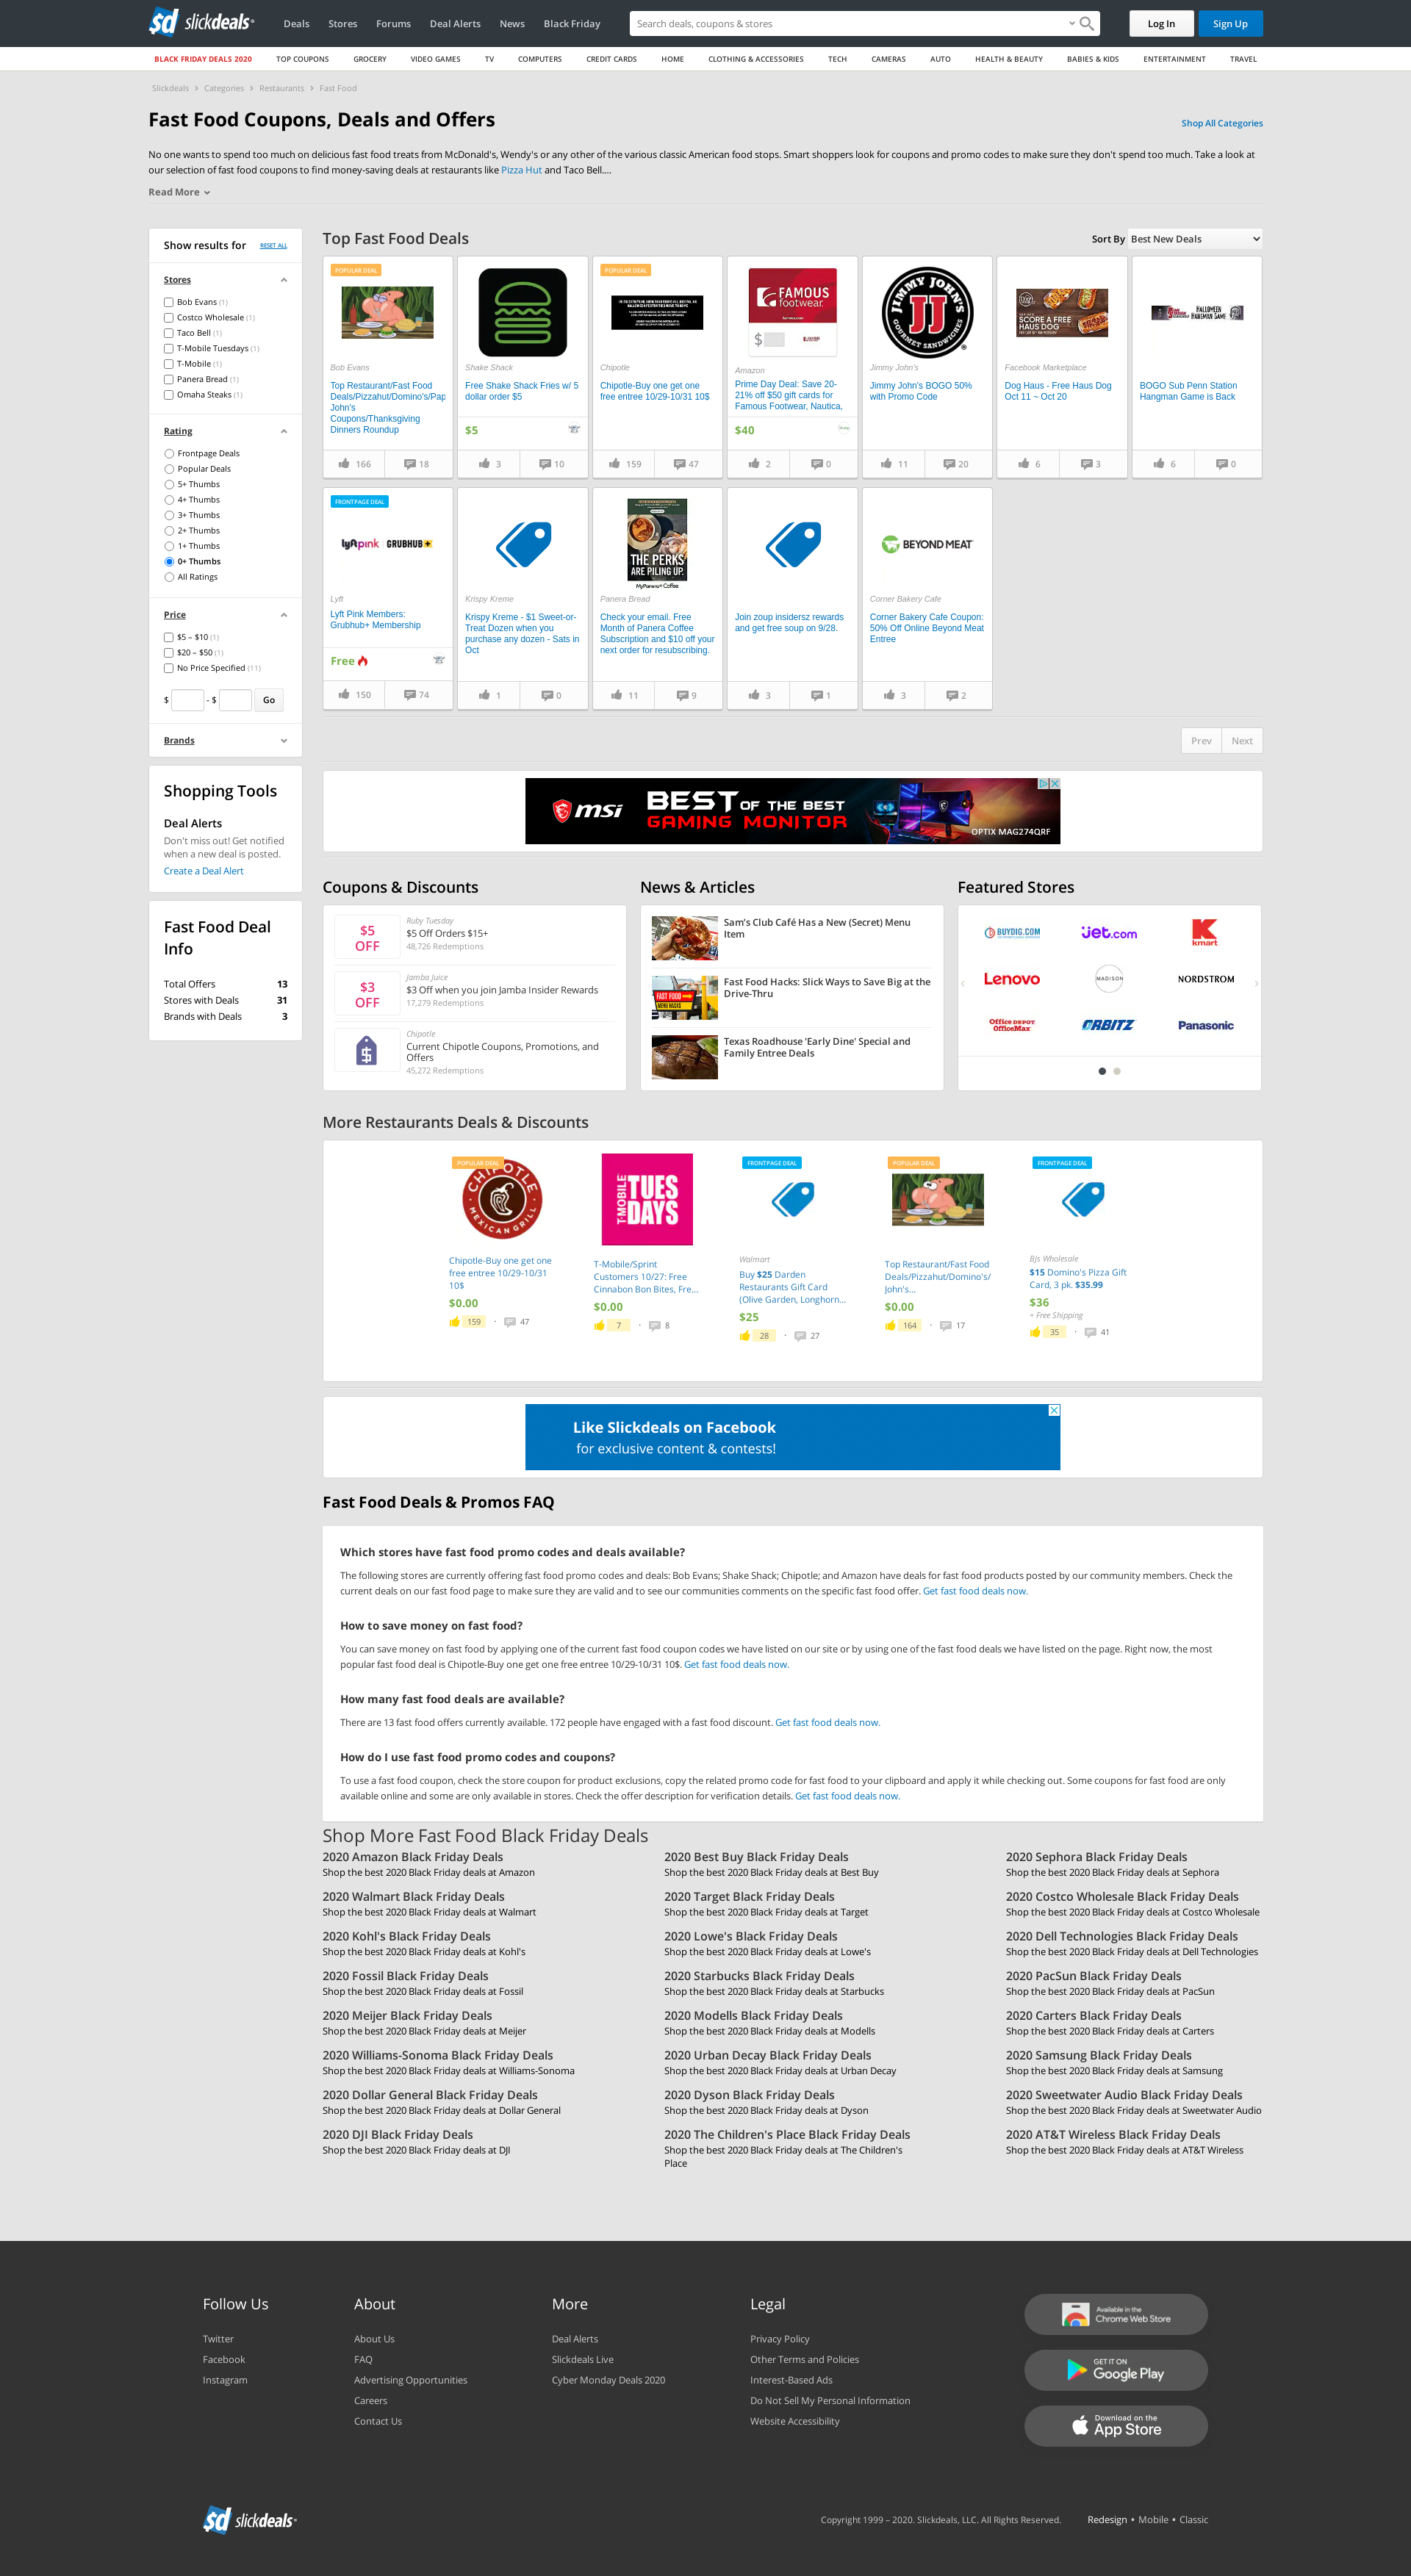 slickdeals
Deals
Stores
Forums
Deal Alerts
News
Black Friday
Search deals, coupons & stores
Log In
Sign Up
BLACK FRIDAY DEALS 2020
TOP COUPONS
GROCERY
VIDEO GAMES
TV
COMPUTERS
CREDIT CARDS
HOME
CLOTHING & ACCESSORIES
TECH
CAMERAS
AUTO
HEALTH & BEAUTY
BABIES & KIDS
ENTERTAINMENT
TRAVEL
Slickdeals > Categories > Restaurants > Fast Food
Fast Food Coupons, Deals and Offers
Shop All Categories
No one wants to spend too much on delicious fast food treats from McDonald's, Wendy's or any other of the various classic American food stops. Smart shoppers look for coupons and promo codes to make sure they don't spend too much. Take a look at
our selection of fast food coupons to find money-saving deals at restaurants like Pizza Hut and Taco Bell....
Read More
Show results for
RESET ALL
Stores
Bob Evans (1)
Costco Wholesale (1)
Taco Bell (1)
T-Mobile Tuesdays (1)
T-Mobile (1)
Panera Bread (1)
Omaha Steaks (1)
Rating
Frontpage Deals
Popular Deals
5+ Thumbs
4+ Thumbs
3+ Thumbs
2+ Thumbs
1+ Thumbs
0+ Thumbs
All Ratings
Price
$5 – $10 (1)
$20 – $50 (1)
No Price Specified (11)
$ - $ Go
Brands
Shopping Tools
Deal Alerts
Don't miss out! Get notified
when a new deal is posted.
Create a Deal Alert
Fast Food Deal
Info
Total Offers 13
Stores with Deals 31
Brands with Deals 3
Top Fast Food Deals
Sort By Best New Deals
POPULAR DEAL
Bob Evans
Top Restaurant/Fast Food
Deals/Pizzahut/Domino's/Pap
John's
Coupons/Thanksgiving
Dinners Roundup
166
18
Shake Shack
Free Shake Shack Fries w/ 5
dollar order $5
$5
3
10
POPULAR DEAL
Chipotle
Chipotle-Buy one get one
free entree 10/29-10/31 10$
159
47
FAMOUS
footwear
$
Amazon
Prime Day Deal: Save 20-
21% off $50 gift cards for
Famous Footwear, Nautica,
$40
2
0
JIMMY JOHN'S
JJ
GOURMET SANDWICHES
Jimmy John's
Jimmy John's BOGO 50%
with Promo Code
11
20
SCORE A FREE
HAUS DOG
Facebook Marketplace
Dog Haus - Free Haus Dog
Oct 11 ~ Oct 20
6
3
HALLOWEEN
HANGMAN GAME
BOGO Sub Penn Station
Hangman Game is Back
6
0
FRONTPAGE DEAL
lyft pink GRUBHUB+
Lyft
Lyft Pink Members:
Grubhub+ Membership
Free
150
74
Krispy Kreme
Krispy Kreme - $1 Sweet-or-
Treat Dozen when you
purchase any dozen - Sats in
Oct
1
0
THE PERKS
ARE PILING UP.
MyPanera+ Coffee
Panera Bread
Check your email. Free
Month of Panera Coffee
Subscription and $10 off your
next order for resubscribing.
11
9
Join zoup insidersz rewards
and get free soup on 9/28.
3
1
BEYOND MEAT
Corner Bakery Cafe
Corner Bakery Cafe Coupon:
50% Off Online Beyond Meat
Entree
3
2
Prev
Next
msi
BEST OF THE BEST
GAMING MONITOR
OPTIX MAG274QRF
Coupons & Discounts
$5
OFF
Ruby Tuesday
$5 Off Orders $15+
48,726 Redemptions
$3
OFF
Jamba Juice
$3 Off when you join Jamba Insider Rewards
17,279 Redemptions
Chipotle
Current Chipotle Coupons, Promotions, and
Offers
45,272 Redemptions
News & Articles
Sam's Club Café Has a New (Secret) Menu
Item
FAST FOOD
MENU HACKS
Fast Food Hacks: Slick Ways to Save Big at the
Drive-Thru
Texas Roadhouse 'Early Dine' Special and
Family Entree Deals
Featured Stores
BUYDIG.COM
jet.com
kmart
Lenovo
MADISON
NORDSTROM
Office DEPOT
OfficeMax
ORBITZ
Panasonic
More Restaurants Deals & Discounts
POPULAR DEAL
CHIPOTLE
MEXICAN GRILL
Chipotle-Buy one get one
free entree 10/29-10/31
10$
$0.00
159 · 47
T-MOBILE
TUES
DAYS
T-Mobile/Sprint
Customers 10/27: Free
Cinnabon Bon Bites, Fre...
$0.00
7 · 8
FRONTPAGE DEAL
Walmart
Buy $25 Darden
Restaurants Gift Card
(Olive Garden, Longhorn...
$25
28 · 27
POPULAR DEAL
Top Restaurant/Fast Food
Deals/Pizzahut/Domino's/
John's...
$0.00
164 · 17
FRONTPAGE DEAL
BJs Wholesale
$15 Domino's Pizza Gift
Card, 3 pk. $35.99
$36
+ Free Shipping
35 · 41
Like Slickdeals on Facebook
for exclusive content & contests!
Fast Food Deals & Promos FAQ
Which stores have fast food promo codes and deals available?
The following stores are currently offering fast food promo codes and deals: Bob Evans; Shake Shack; Chipotle; and Amazon have deals for fast food products posted by our community members. Check the
current deals on our fast food page to make sure they are valid and to see our communities comments on the specific fast food offer. Get fast food deals now.
How to save money on fast food?
You can save money on fast food by applying one of the current fast food coupon codes we have listed on our site or by using one of the fast food deals we have listed on the page. Right now, the most
popular fast food deal is Chipotle-Buy one get one free entree 10/29-10/31 10$. Get fast food deals now.
How many fast food deals are available?
There are 13 fast food offers currently available. 172 people have engaged with a fast food discount. Get fast food deals now.
How do I use fast food promo codes and coupons?
To use a fast food coupon, check the store coupon for product exclusions, copy the related promo code for fast food to your clipboard and apply it while checking out. Some coupons for fast food are only
available online and some are only available in stores. Check the offer description for verification details. Get fast food deals now.
Shop More Fast Food Black Friday Deals
2020 Amazon Black Friday Deals
Shop the best 2020 Black Friday deals at Amazon
2020 Best Buy Black Friday Deals
Shop the best 2020 Black Friday deals at Best Buy
2020 Sephora Black Friday Deals
Shop the best 2020 Black Friday deals at Sephora
2020 Walmart Black Friday Deals
Shop the best 2020 Black Friday deals at Walmart
2020 Target Black Friday Deals
Shop the best 2020 Black Friday deals at Target
2020 Costco Wholesale Black Friday Deals
Shop the best 2020 Black Friday deals at Costco Wholesale
2020 Kohl's Black Friday Deals
Shop the best 2020 Black Friday deals at Kohl's
2020 Lowe's Black Friday Deals
Shop the best 2020 Black Friday deals at Lowe's
2020 Dell Technologies Black Friday Deals
Shop the best 2020 Black Friday deals at Dell Technologies
2020 Fossil Black Friday Deals
Shop the best 2020 Black Friday deals at Fossil
2020 Starbucks Black Friday Deals
Shop the best 2020 Black Friday deals at Starbucks
2020 PacSun Black Friday Deals
Shop the best 2020 Black Friday deals at PacSun
2020 Meijer Black Friday Deals
Shop the best 2020 Black Friday deals at Meijer
2020 Modells Black Friday Deals
Shop the best 2020 Black Friday deals at Modells
2020 Carters Black Friday Deals
Shop the best 2020 Black Friday deals at Carters
2020 Williams-Sonoma Black Friday Deals
Shop the best 2020 Black Friday deals at Williams-Sonoma
2020 Urban Decay Black Friday Deals
Shop the best 2020 Black Friday deals at Urban Decay
2020 Samsung Black Friday Deals
Shop the best 2020 Black Friday deals at Samsung
2020 Dollar General Black Friday Deals
Shop the best 2020 Black Friday deals at Dollar General
2020 Dyson Black Friday Deals
Shop the best 2020 Black Friday deals at Dyson
2020 Sweetwater Audio Black Friday Deals
Shop the best 2020 Black Friday deals at Sweetwater Audio
2020 DJI Black Friday Deals
Shop the best 2020 Black Friday deals at DJI
2020 The Children's Place Black Friday Deals
Shop the best 2020 Black Friday deals at The Children's
Place
2020 AT&T Wireless Black Friday Deals
Shop the best 2020 Black Friday deals at AT&T Wireless
Follow Us
Twitter
Facebook
Instagram
About
About Us
FAQ
Advertising Opportunities
Careers
Contact Us
More
Deal Alerts
Slickdeals Live
Cyber Monday Deals 2020
Legal
Privacy Policy
Other Terms and Policies
Interest-Based Ads
Do Not Sell My Personal Information
Website Accessibility
Available in the
Chrome Web Store
GET IT ON
Google Play
Download on the
App Store
slickdeals
Copyright 1999 – 2020. Slickdeals, LLC. All Rights Reserved.
Redesign • Mobile • Classic